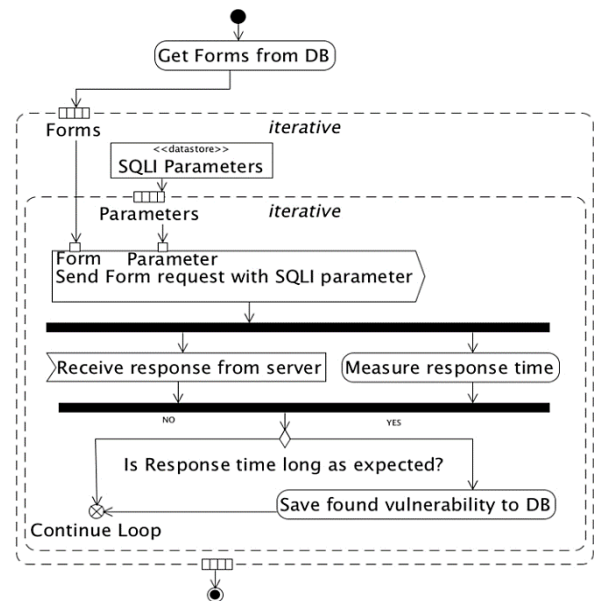 Get Forms from DB
Forms
iterative
<<datastore>>
SQLI Parameters
Parameters
iterative
Form
Parameter
Send Form request with SQLI parameter
Receive response from server
Measure response time
NO
YES
Is Response time long as expected?
Save found vulnerability to DB
Continue Loop